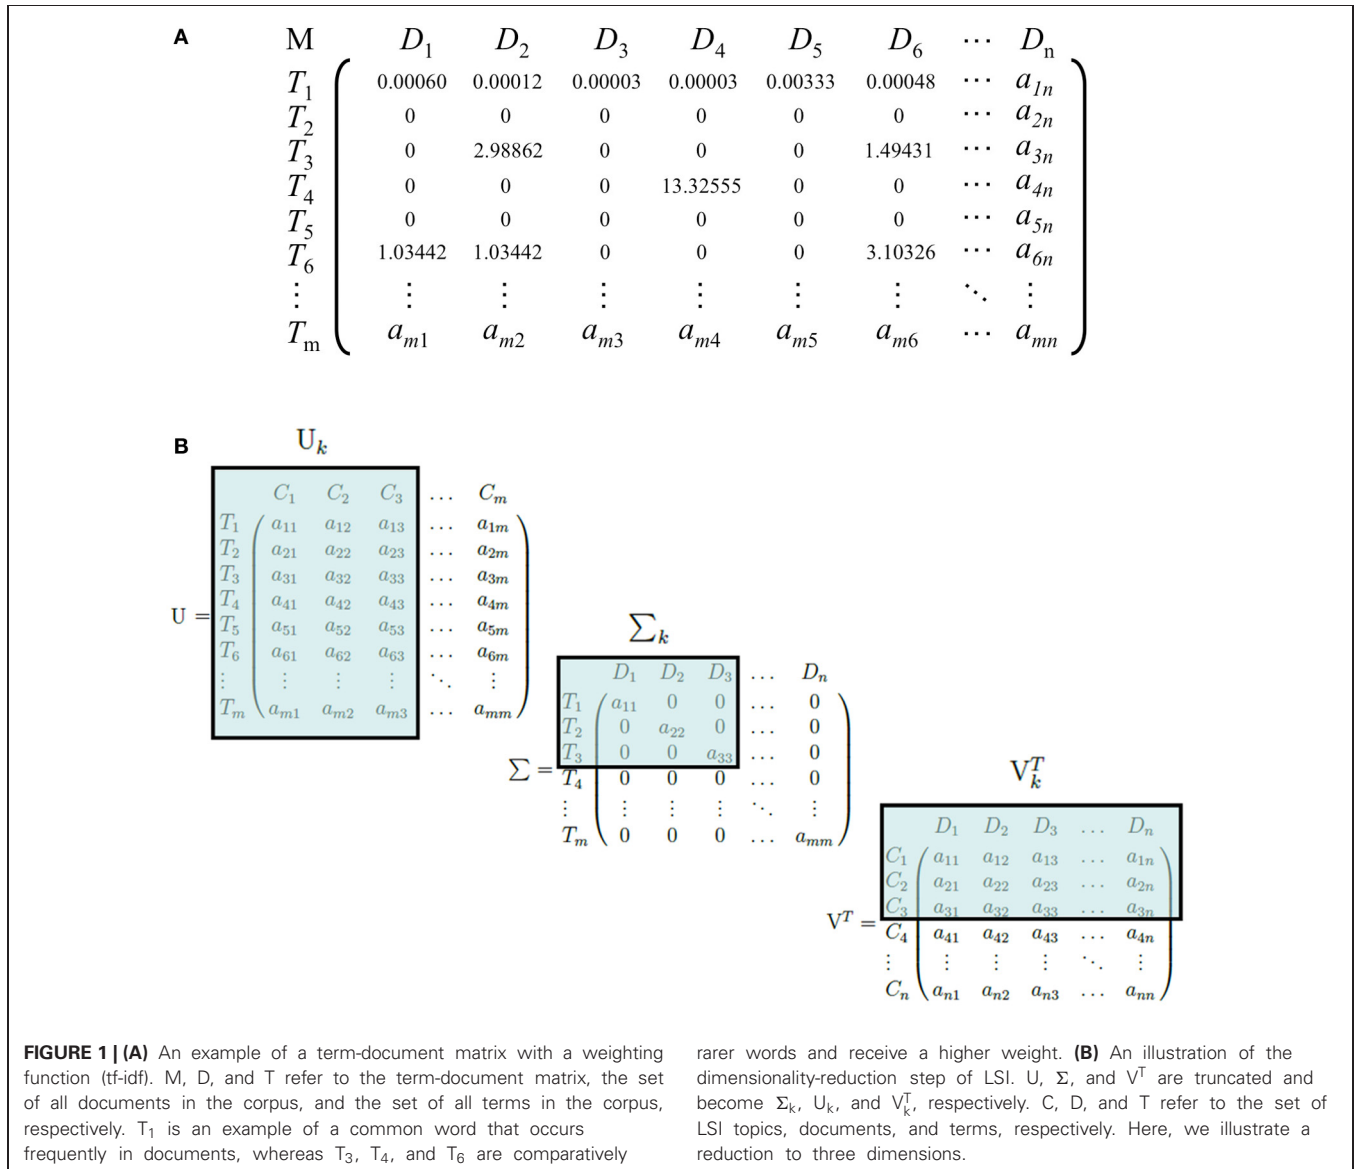 A
M D₁ D₂ D₃ D₄ D₅ D₆ ⋯ Dₙ
T₁ 0.00060 0.00012 0.00003 0.00003 0.00333 0.00048 ⋯ a₁ₙ
T₂ 0 0 0 0 0 0 ⋯ a₂ₙ
T₃ 0 2.98862 0 0 0 1.49431 ⋯ a₃ₙ
T₄ 0 0 0 13.32555 0 0 ⋯ a₄ₙ
T₅ 0 0 0 0 0 0 ⋯ a₅ₙ
T₆ 1.03442 1.03442 0 0 0 3.10326 ⋯ a₆ₙ
⋮ ⋮ ⋮ ⋮ ⋮ ⋮ ⋮ ⋱ ⋮
Tₘ aₘ₁ aₘ₂ aₘ₃ aₘ₄ aₘ₅ aₘ₆ ⋯ aₘₙ
B
Uₖ
C₁ C₂ C₃ … Cₘ
T₁ a₁₁ a₁₂ a₁₃ … a₁ₘ
T₂ a₂₁ a₂₂ a₂₃ … a₂ₘ
T₃ a₃₁ a₃₂ a₃₃ … a₃ₘ
T₄ a₄₁ a₄₂ a₄₃ … a₄ₘ
U =
T₅ a₅₁ a₅₂ a₅₃ … a₅ₘ
T₆ a₆₁ a₆₂ a₆₃ … a₆ₘ
⋮ ⋮ ⋮ ⋮ ⋱ ⋮
Tₘ aₘ₁ aₘ₂ aₘ₃ … aₘₘ
∑ₖ
D₁ D₂ D₃ … Dₙ
T₁ a₁₁ 0 0 … 0
T₂ 0 a₂₂ 0 … 0
T₃ 0 0 a₃₃ … 0
∑ =
T₄ 0 0 0 … 0
⋮ ⋮ ⋮ ⋮ ⋱ ⋮
Tₘ 0 0 0 … aₘₘ
Vₖᵀ
D₁ D₂ D₃ … Dₙ
C₁ a₁₁ a₁₂ a₁₃ … a₁ₙ
C₂ a₂₁ a₂₂ a₂₃ … a₂ₙ
C₃ a₃₁ a₃₂ a₃₃ … a₃ₙ
Vᵀ =
C₄ a₄₁ a₄₂ a₄₃ … a₄ₙ
⋮ ⋮ ⋮ ⋮ ⋱ ⋮
Cₙ aₙ₁ aₙ₂ aₙ₃ … aₙₙ
FIGURE 1 | (A) An example of a term-document matrix with a weighting
function (tf-idf). M, D, and T refer to the term-document matrix, the set
of all documents in the corpus, and the set of all terms in the corpus,
respectively. T₁ is an example of a common word that occurs
frequently in documents, whereas T₃, T₄, and T₆ are comparatively
rarer words and receive a higher weight. (B) An illustration of the
dimensionality-reduction step of LSI. U, Σ, and Vᵀ are truncated and
become Σₖ, Uₖ, and Vₖᵀ, respectively. C, D, and T refer to the set of
LSI topics, documents, and terms, respectively. Here, we illustrate a
reduction to three dimensions.